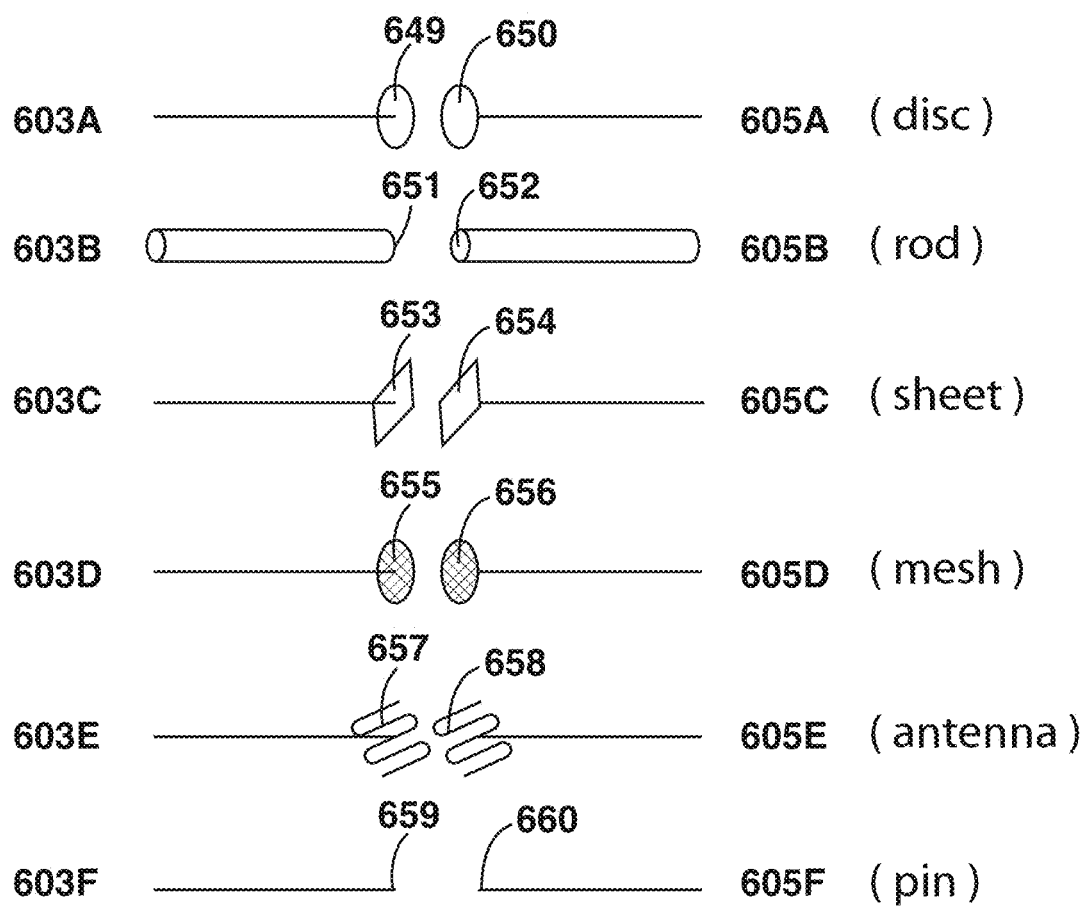 649 650
603A 605A ( disc )
651 652
603B 605B ( rod )
653 654
603C 605C ( sheet )
655 656
603D 605D ( mesh )
657 658
603E 605E ( antenna )
659 660
603F 605F ( pin )